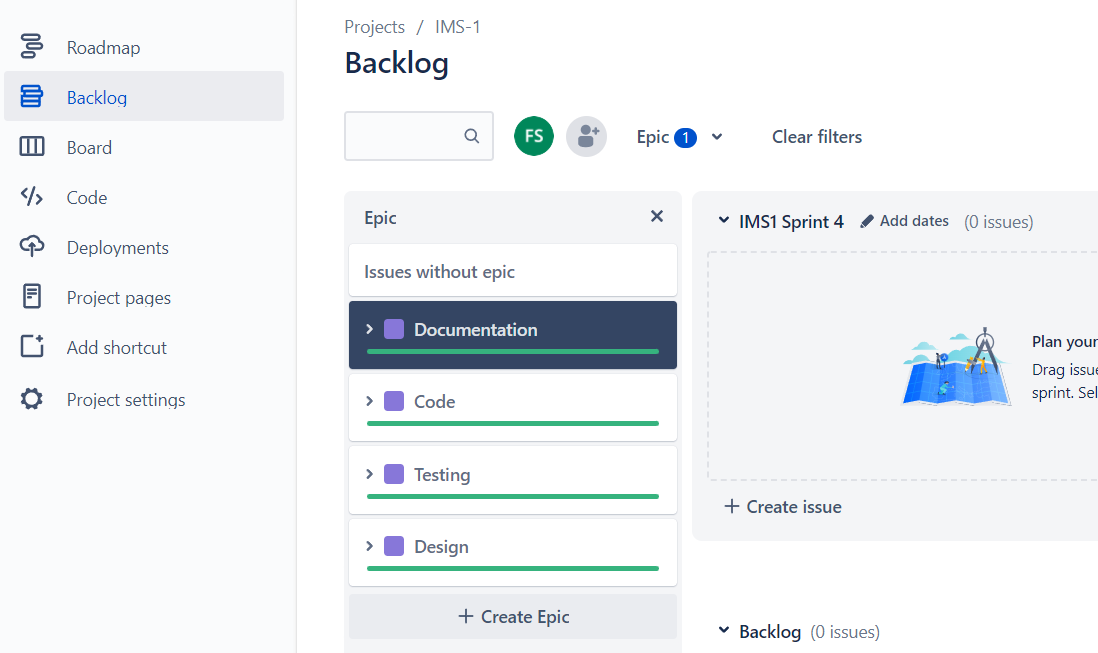 Roadmap
Backlog
Board
Code
Deployments
Project pages
Add shortcut
Project settings
Projects / IMS-1
Backlog
FS
Epic 1
Clear filters
Epic
Issues without epic
Documentation
Code
Testing
Design
Create Epic
IMS1 Sprint 4 Add dates (0 issues)
Plan your
Drag issue
sprint. Sel
Create issue
Backlog (0 issues)